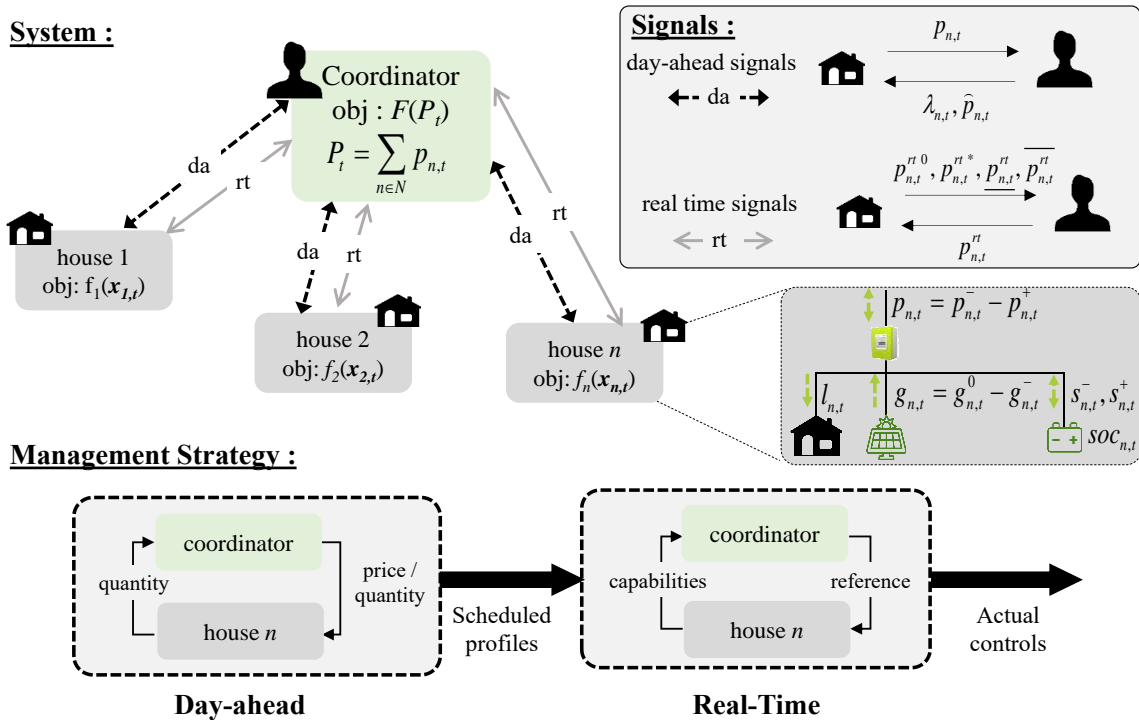 System :
Coordinator
obj : F(P_t)
P_t = ∑_{n∈N} p_{n,t}
da
rt
da
rt
da
rt
house 1
obj: f_1(x_{1,t})
house 2
obj: f_2(x_{2,t})
house n
obj: f_n(x_{n,t})
Signals :
day-ahead signals
da
p_{n,t}
λ_{n,t}, p̂_{n,t}
real time signals
rt
p_{n,t}^{rt 0}, p_{n,t}^{rt *}, \underline{p_{n,t}^{rt}}, \overline{p_{n,t}^{rt}}
p_{n,t}^{rt}
p_{n,t} = p_{n,t}^- − p_{n,t}^+
l_{n,t}
g_{n,t} = g_{n,t}^0 − g_{n,t}^-
s_{n,t}^-, s_{n,t}^+
soc_{n,t}
Management Strategy :
coordinator
quantity
price /
quantity
house n
Day-ahead
Scheduled
profiles
coordinator
capabilities
reference
house n
Real-Time
Actual
controls